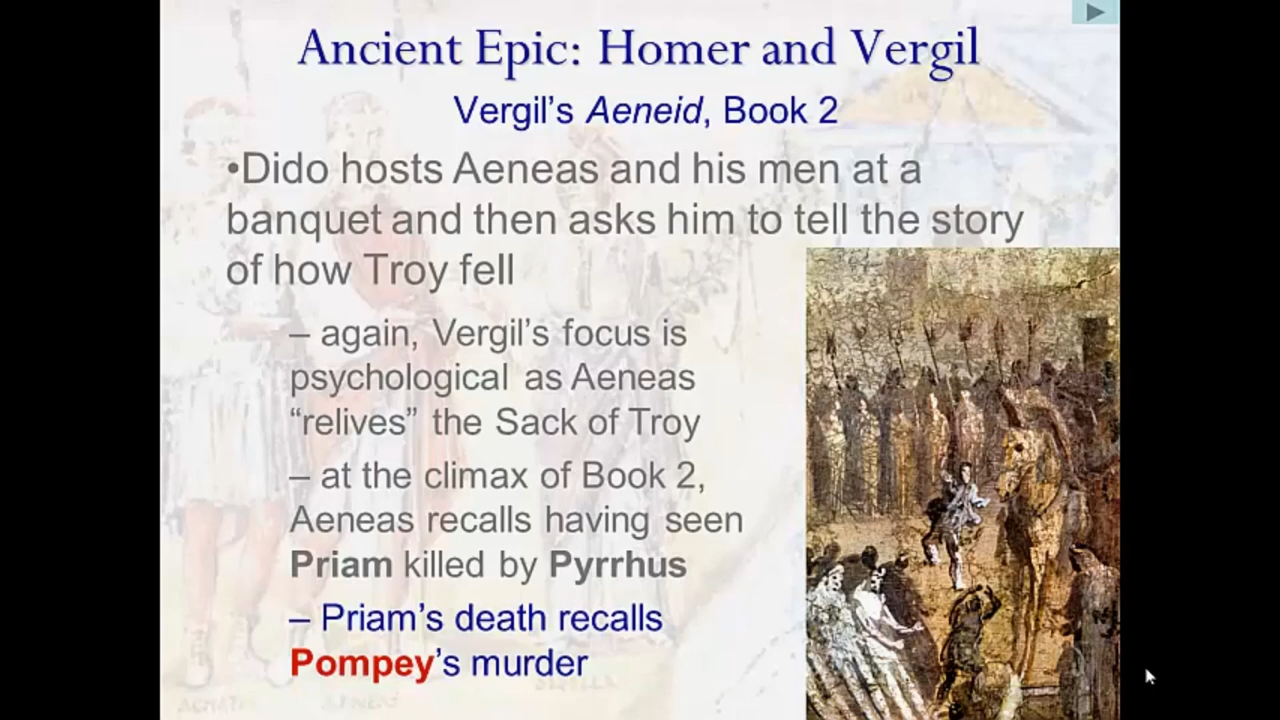 Ancient Epic: Homer and Vergil
Vergil’s Aeneid, Book 2
•Dido hosts Aeneas and his men at a
banquet and then asks him to tell the story
of how Troy fell
– again, Vergil’s focus is
psychological as Aeneas
“relives” the Sack of Troy
– at the climax of Book 2,
Aeneas recalls having seen
Priam killed by Pyrrhus
– Priam’s death recalls
Pompey’s murder